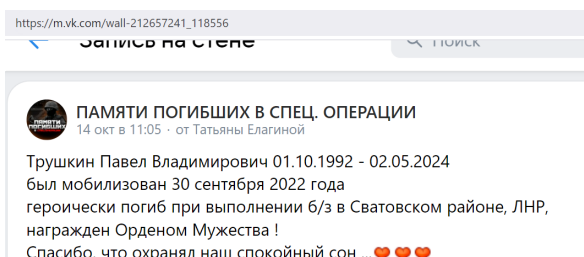 https://m.vk.com/wall-212657241_118556
Запись на стене
Поиск
ПАМЯТИ ПОГИБШИХ В СПЕЦ. ОПЕРАЦИИ
14 окт в 11:05 · от Татьяны Елагиной
Трушкин Павел Владимирович 01.10.1992 - 02.05.2024
был мобилизован 30 сентября 2022 года
героически погиб при выполнении б/з в Сватовском районе, ЛНР,
награжден Орденом Мужества !
Спасибо, что охранял наш спокойный сон ...